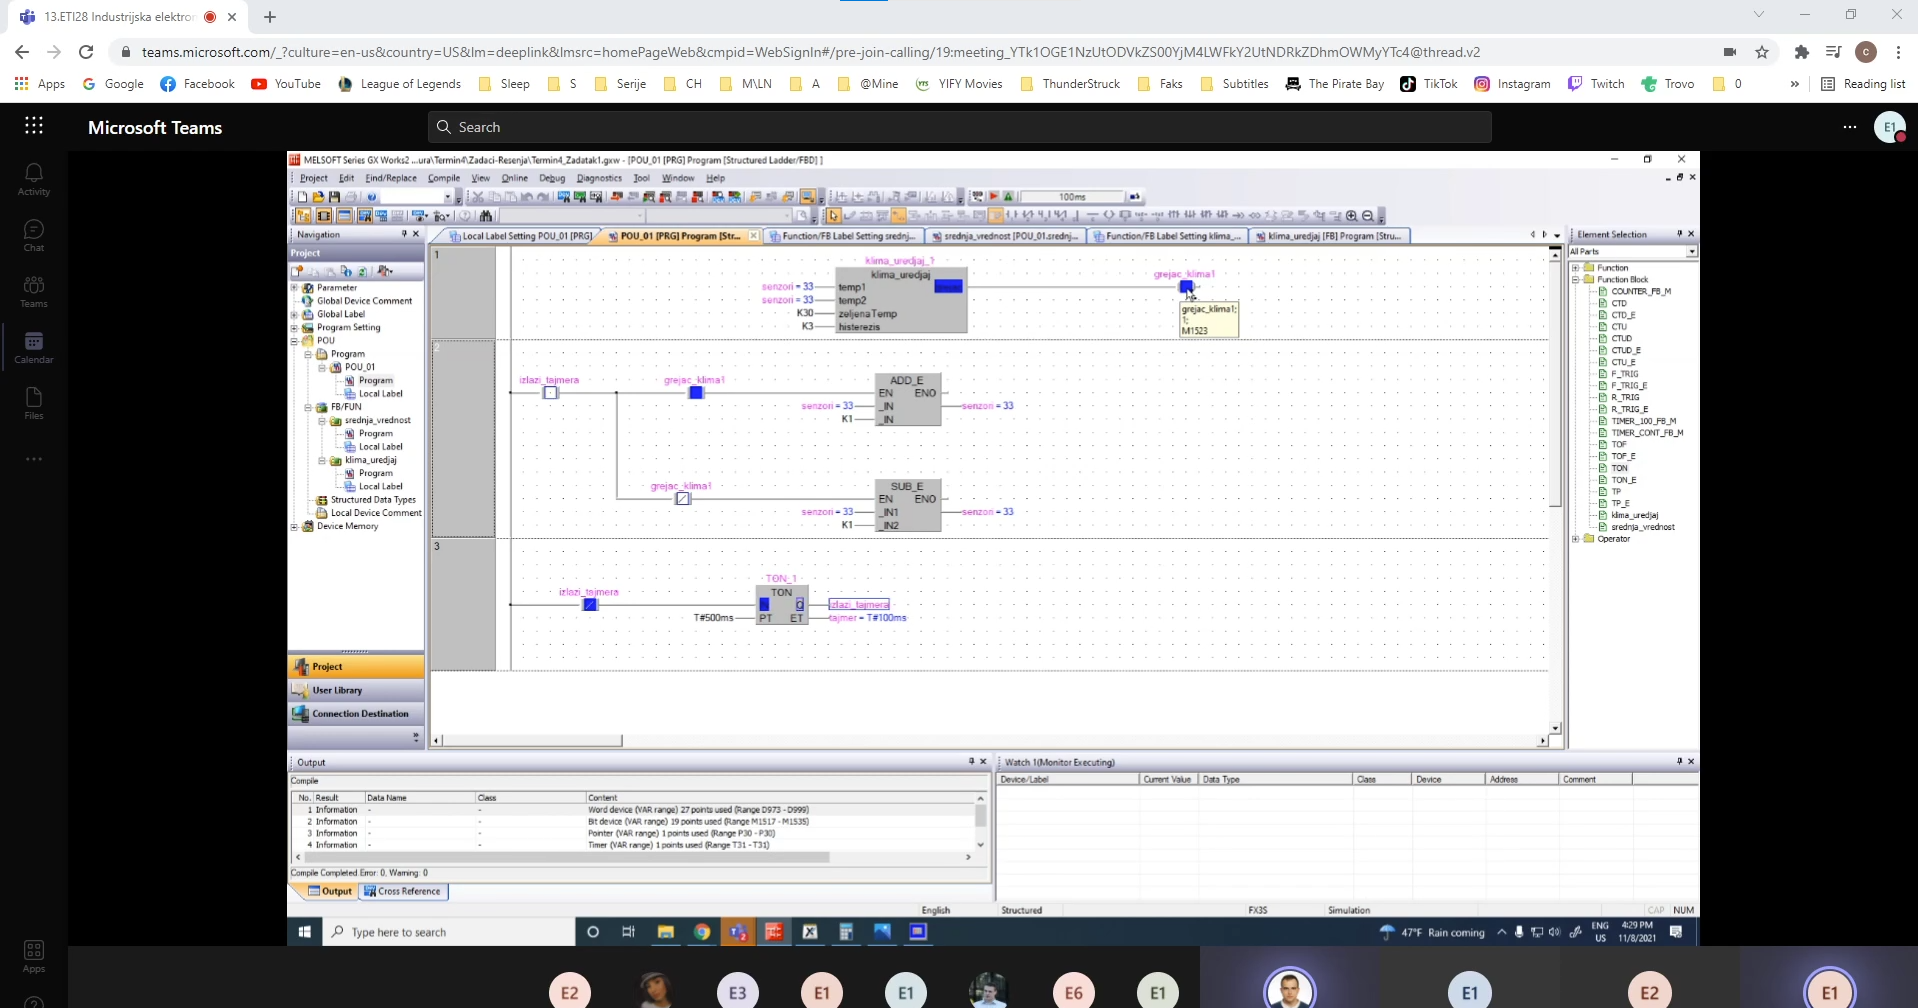 13.ETI28 Industrijska elektron
teams.microsoft.com/_?culture=en-us&country=US&lm=deeplink&lmsrc=homePageWeb&cmpid=WebSignIn#/pre-join-calling/19:meeting_YTk1OGE1NzUtODVkZS00YjM4LWFkY2UtNDRkZDhmOWMyYTc4@thread.v2
C
Apps Google Facebook YouTube League of Legends Sleep S Serije CH M\LN A @Mine YIFY Movies ThunderStruck Faks Subtitles The Pirate Bay TikTok Instagram Twitch Trovo 0 » Reading list
Microsoft Teams
Search
E1
Activity
Chat
Teams
Calendar
Files
Apps
MELSOFT Series GX Works2 ...ura\Termin4\Zadaci-Resenja\Termin4_Zadatak1.gxw - [POU_01 [PRG] Program [Structured Ladder/FBD] ]
Project Edit Find/Replace Compile View Online Debug Diagnostics Tool Window Help
100ms
Navigation
Local Label Setting POU_01 [PRG]
POU_01 [PRG] Program [Str...
Function/FB Label Setting srednj...
srednja_vrednost [POU_01.srednj...
Function/FB Label Setting klima_...
klima_uredjaj [FB] Program [Stru...
Element Selection
Project
Parameter
Global Device Comment
Global Label
Program Setting
POU
Program
POU_01
Program
Local Label
FB/FUN
srednja_vrednost
Program
Local Label
klima_uredjaj
Program
Local Label
Structured Data Types
Local Device Comment
Device Memory
Project
User Library
Connection Destination
1
klima_uredjaj_1
klima_uredjaj
senzori = 33 temp1
senzori = 33 temp2
K30 zeljenaTemp
K3 histerezis
grejac_klima1
grejac_klima1;
1;
M1523
2
izlazi_tajmera
grejac_klima1
ADD_E
EN ENO
senzori = 33 _IN senzori = 33
K1 _IN
grejac_klima1
SUB_E
EN ENO
senzori = 33 _IN1 senzori = 33
K1 _IN2
3
izlazi_tajmera
TON_1
TON
Q izlazi_tajmera
T#500ms PT ET tajmer = T#100ms
All Parts
Function
Function Block
COUNTER_FB_M
CTD
CTD_E
CTU
CTUD
CTUD_E
CTU_E
F_TRIG
F_TRIG_E
R_TRIG
R_TRIG_E
TIMER_100_FB_M
TIMER_CONT_FB_M
TOF
TOF_E
TON
TON_E
TP
TP_E
klima_uredjaj
srednja_vrednost
Operator
Output
Compile
No. Result Data Name Class Content
1 Information - - Word device (VAR range) 27 points used (Range D973 - D999)
2 Information - - Bit device (VAR range) 19 points used (Range M1517 - M1535)
3 Information - - Pointer (VAR range) 1 points used (Range P30 - P30)
4 Information - - Timer (VAR range) 1 points used (Range T31 - T31)
Compile Completed.Error: 0, Warning: 0
Output Cross Reference
Watch 1(Monitor Executing)
Device/Label Current Value Data Type Class Device Address Comment
English Structured FX3S Simulation CAP NUM
Type here to search
47°F Rain coming
ENG
US
4:29 PM
11/8/2021
E2 E3 E1 E1 E6 E1 E1 E2 E1